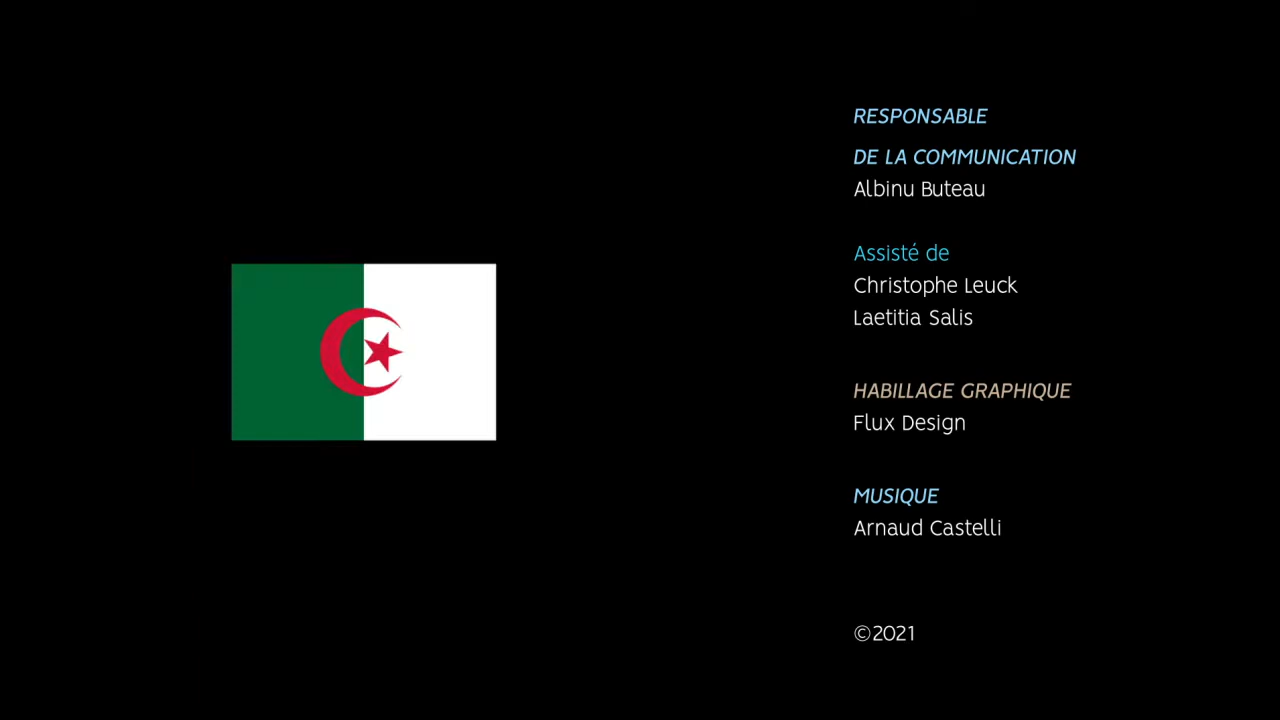 RESPONSABLE
DE LA COMMUNICATION
Albinu Buteau
Assisté de
Christophe Leuck
Laetitia Salis
HABILLAGE GRAPHIQUE
Flux Design
MUSIQUE
Arnaud Castelli
©2021